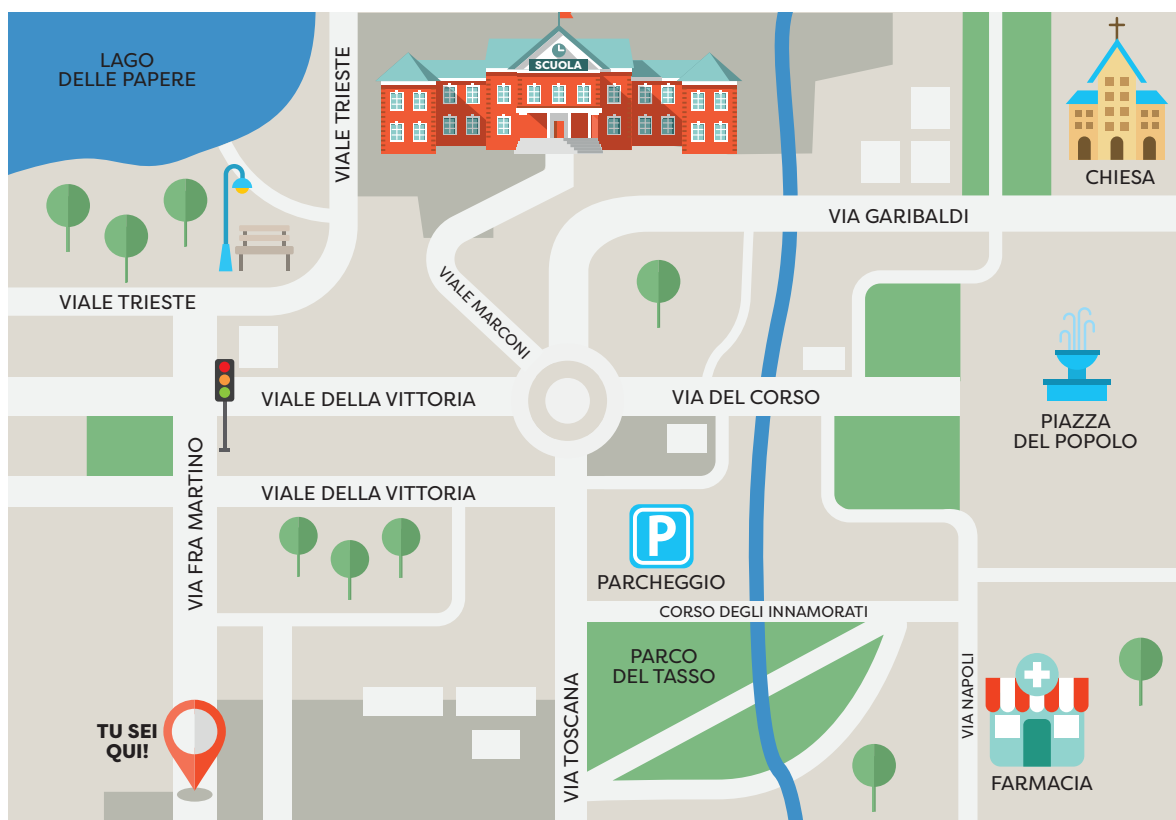 LAGO
DELLE PAPERE
VIALE TRIESTE
SCUOLA
CHIESA
VIA GARIBALDI
VIALE TRIESTE
VIALE MARCONI
VIALE DELLA VITTORIA
VIA DEL CORSO
PIAZZA
DEL POPOLO
VIA FRA MARTINO
VIALE DELLA VITTORIA
P
PARCHEGGIO
CORSO DEGLI INNAMORATI
PARCO
DEL TASSO
VIA TOSCANA
VIA NAPOLI
TU SEI
QUI!
FARMACIA